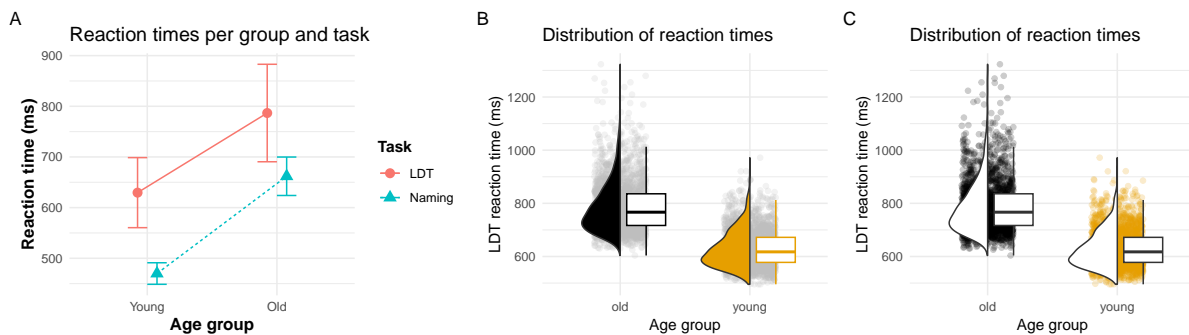 A
Reaction times per group and task
900
800
700
600
500
Reaction time (ms)
Young
Old
Age group
Task
LDT
Naming
B
Distribution of reaction times
1200
1000
800
600
LDT reaction time (ms)
old
young
Age group
C
Distribution of reaction times
1200
1000
800
600
LDT reaction time (ms)
old
young
Age group